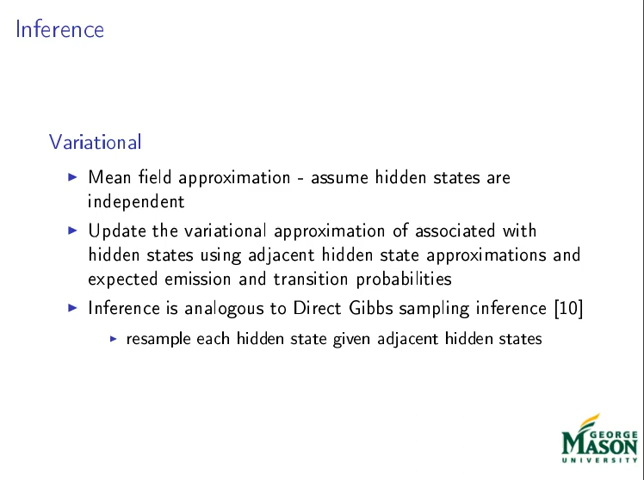 Inference
Variational
Mean field approximation - assume hidden states are
independent
Update the variational approximation of associated with
hidden states using adjacent hidden state approximations and
expected emission and transition probabilities
Inference is analogous to Direct Gibbs sampling inference [10]
resample each hidden state given adjacent hidden states
GEORGE
MASON
UNIVERSITY